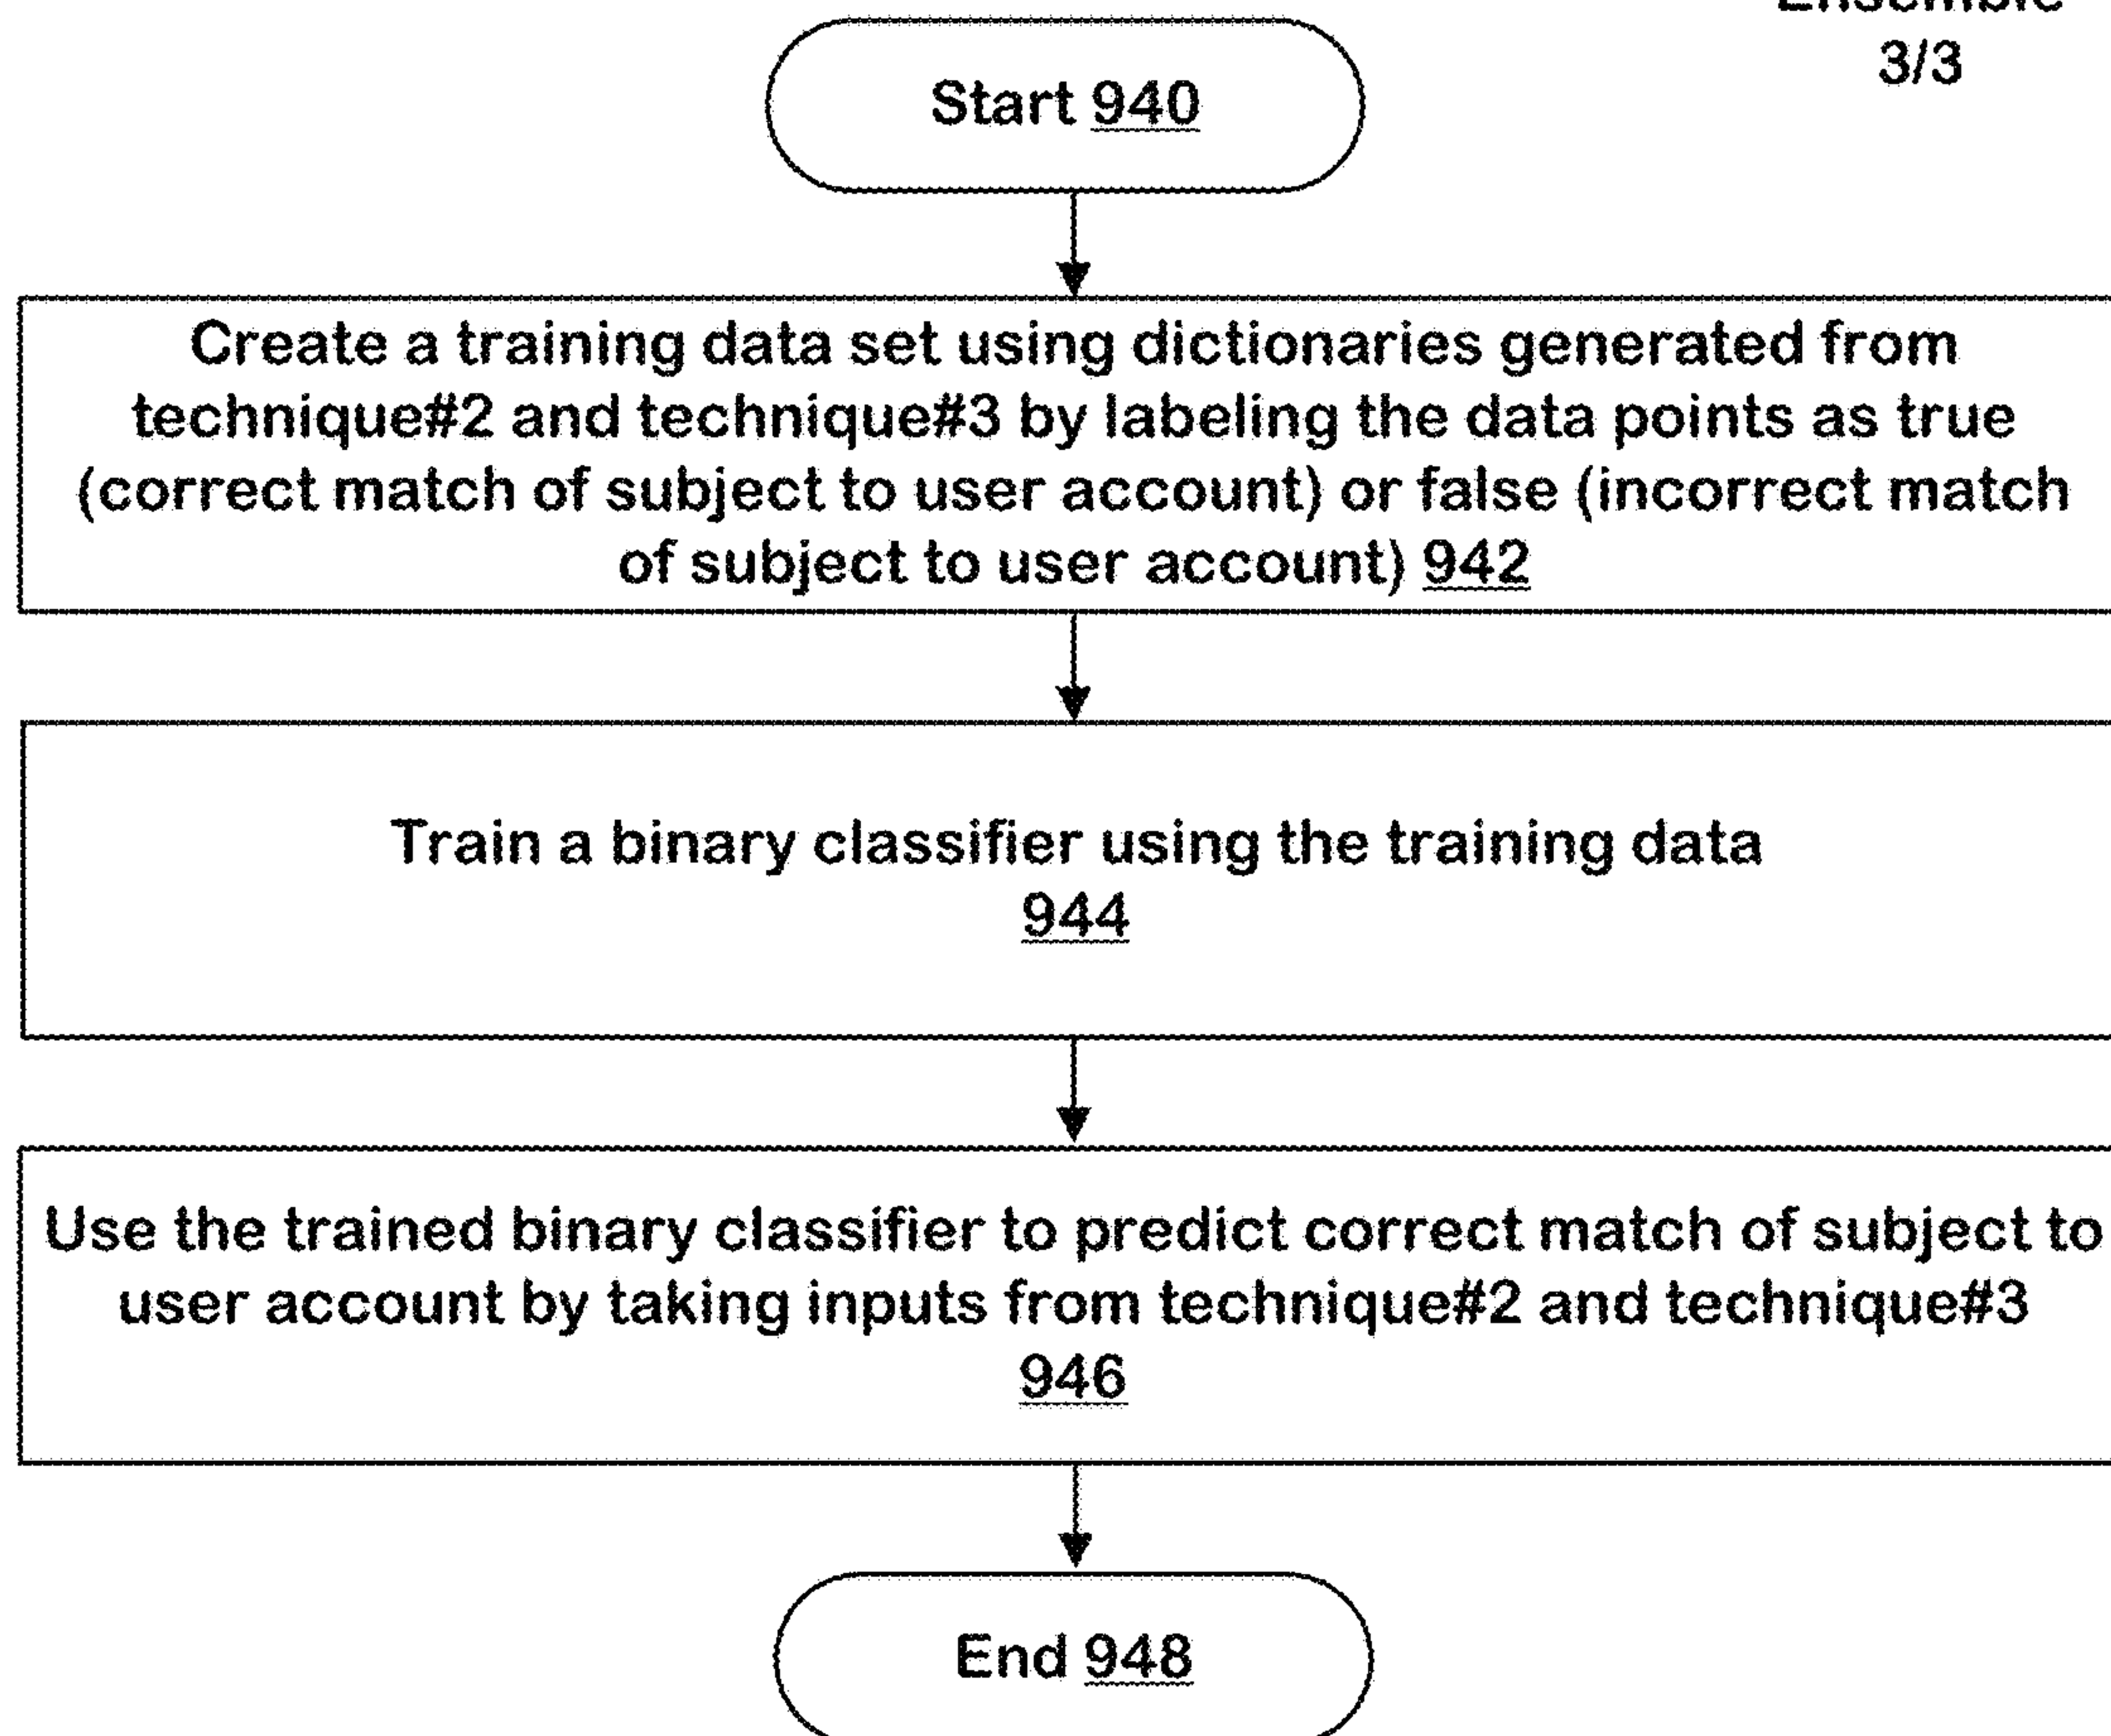 Ensemble
3/3
Start 940
Create a training data set using dictionaries generated from
technique#2 and technique#3 by labeling the data points as true
(correct match of subject to user account) or false (incorrect match
of subject to user account) 942
Train a binary classifier using the training data
944
Use the trained binary classifier to predict correct match of subject to
user account by taking inputs from technique#2 and technique#3
946
End 948